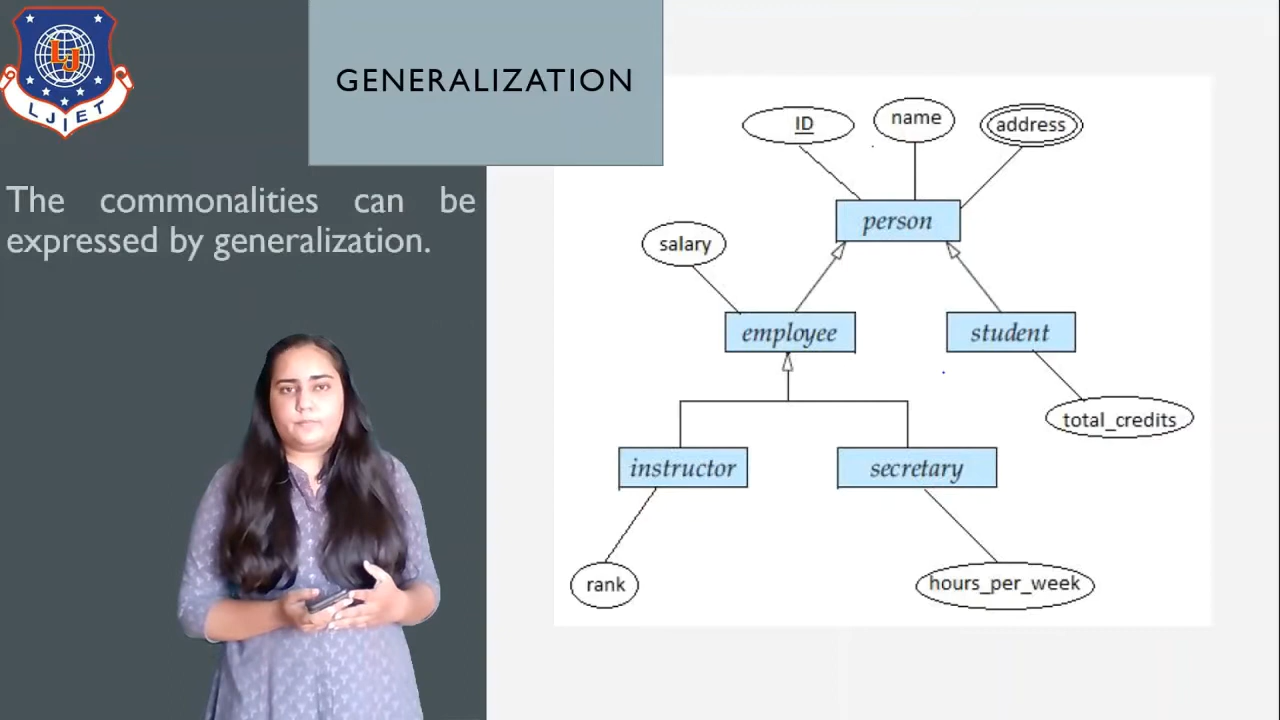 LJ
LJIET
GENERALIZATION
The commonalities can be
expressed by generalization.
ID
name
address
person
salary
employee
student
total_credits
instructor
secretary
rank
hours_per_week